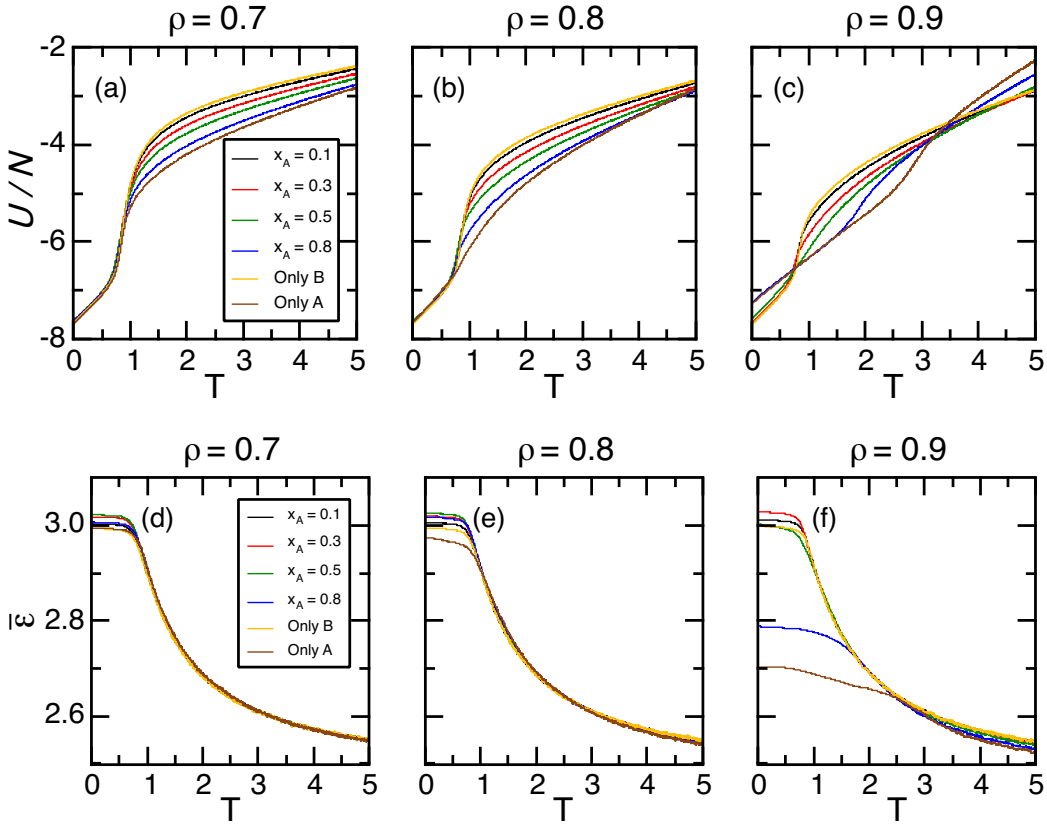 ρ = 0.7
ρ = 0.8
ρ = 0.9
U / N
-2
-4
-6
-8
(a)
x_A = 0.1
x_A = 0.3
x_A = 0.5
x_A = 0.8
Only B
Only A
0 1 2 3 4 5
T
(b)
0 1 2 3 4 5
T
(c)
0 1 2 3 4 5
T
ρ = 0.7
ρ = 0.8
ρ = 0.9
ε̅
3.0
2.8
2.6
(d)
x_A = 0.1
x_A = 0.3
x_A = 0.5
x_A = 0.8
Only B
Only A
0 1 2 3 4 5
T
(e)
0 1 2 3 4 5
T
(f)
0 1 2 3 4 5
T